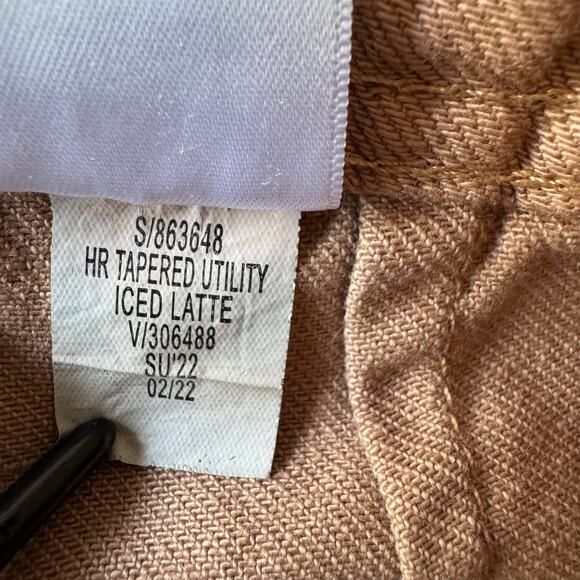 S/863648
HR TAPERED UTILITY
ICED LATTE
V/306488
SU'22
02/22